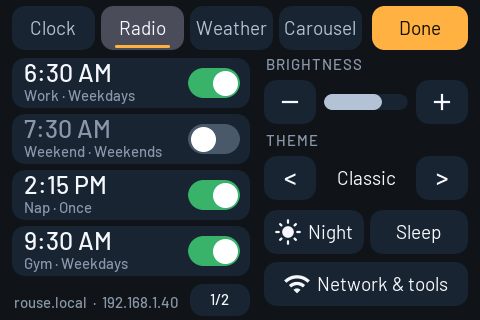 Clock
Radio
Weather
Carousel
Done
6:30 AM
Work · Weekdays
7:30 AM
Weekend · Weekends
2:15 PM
Nap · Once
9:30 AM
Gym · Weekdays
rouse.local · 192.168.1.40
1/2
BRIGHTNESS
− +
THEME
< Classic >
Night
Sleep
Network & tools